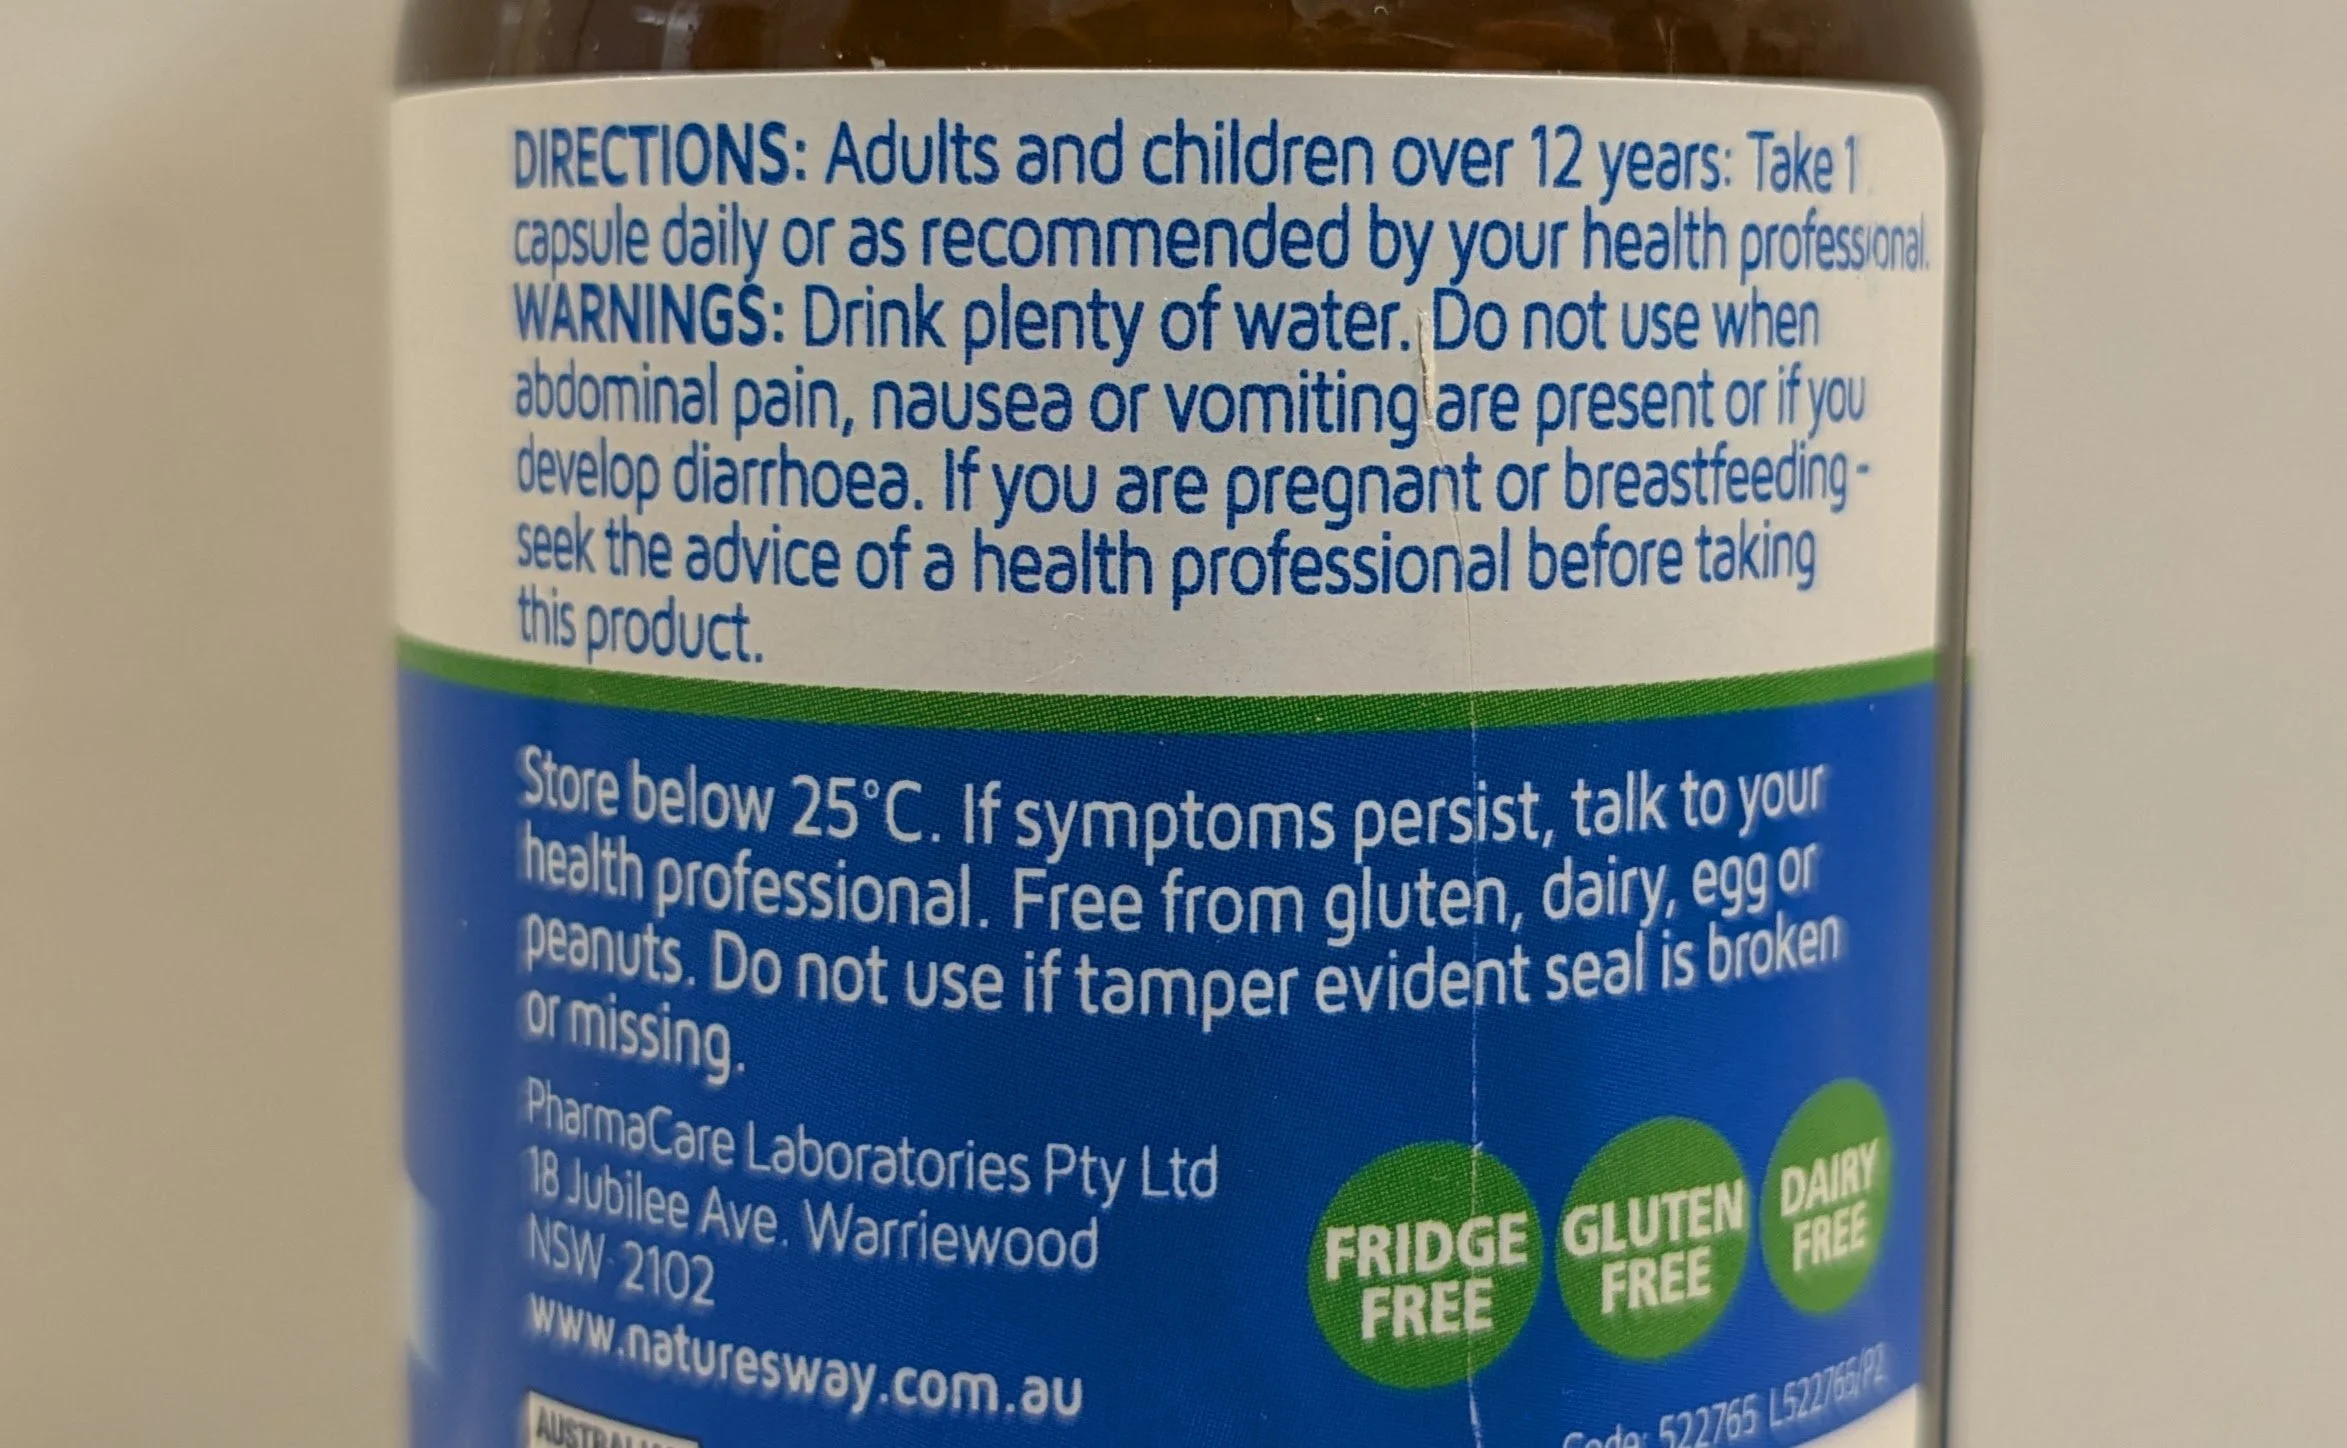 DIRECTIONS: Adults and children over 12 years: Take 1
capsule daily or as recommended by your health professional.
WARNINGS: Drink plenty of water. Do not use when
abdominal pain, nausea or vomiting are present or if you
develop diarrhoea. If you are pregnant or breastfeeding -
seek the advice of a health professional before taking
this product.
Store below 25°C. If symptoms persist, talk to your
health professional. Free from gluten, dairy, egg or
peanuts. Do not use if tamper evident seal is broken
or missing.
PharmaCare Laboratories Pty Ltd
18 Jubilee Ave. Warriewood
NSW 2102
www.naturesway.com.au
FRIDGE
FREE
GLUTEN
FREE
DAIRY
FREE
Code: 522765 L522765/P2